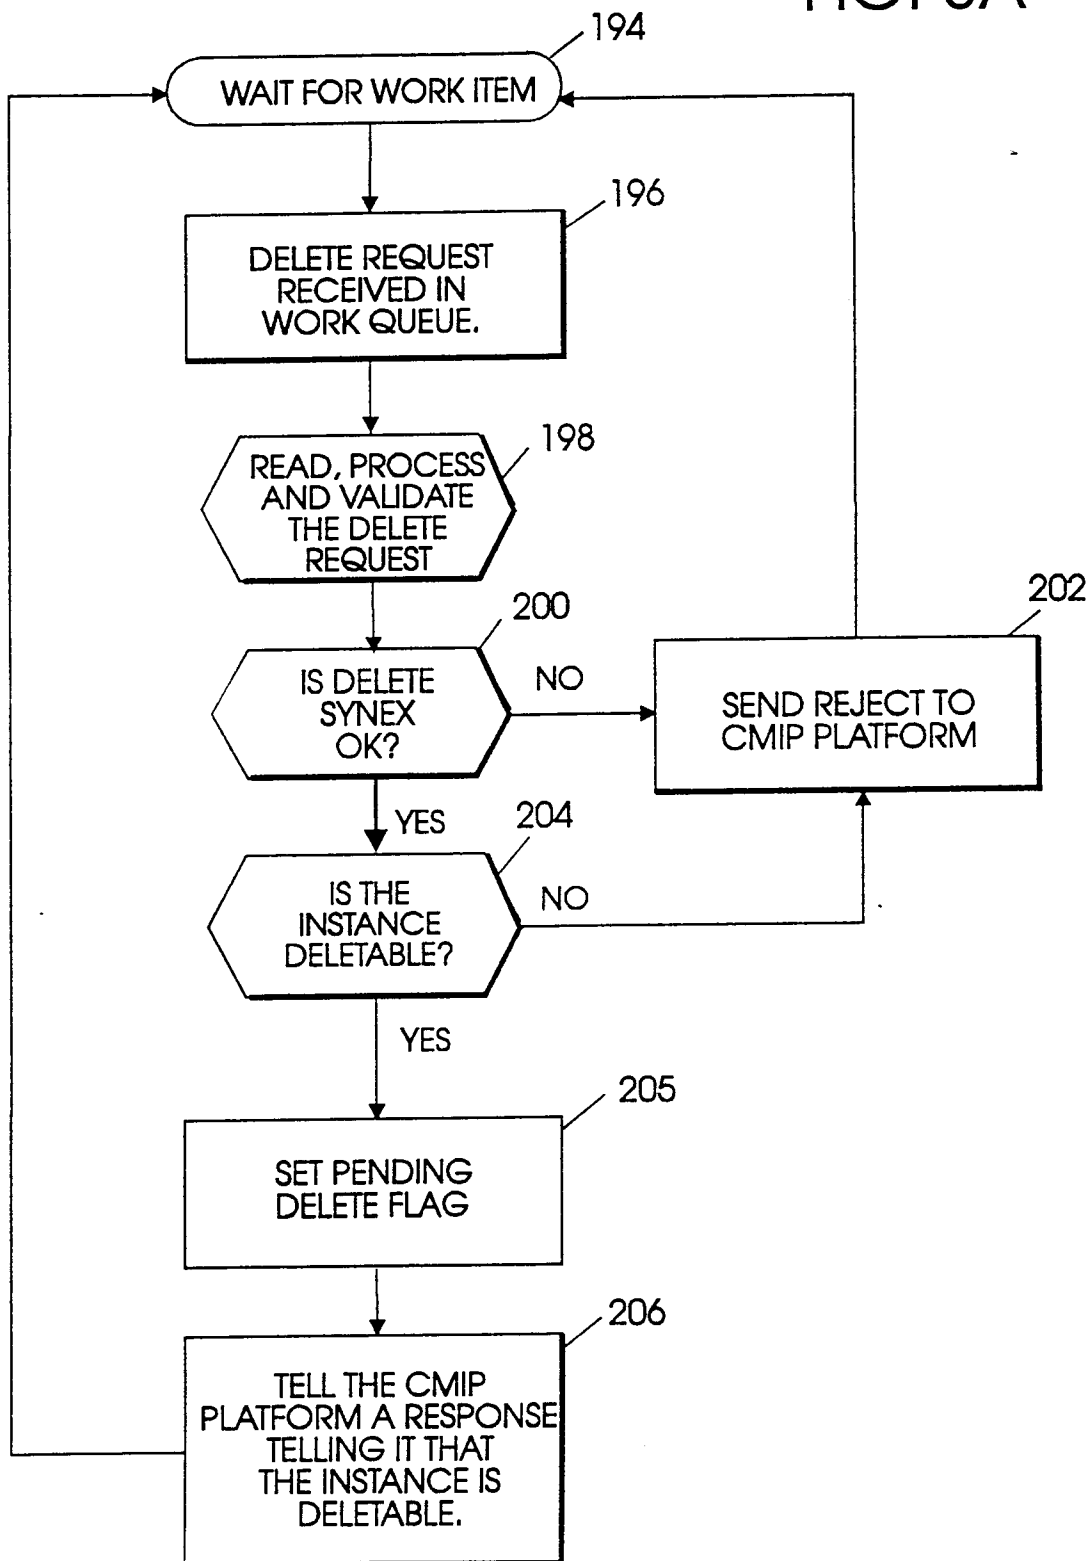 194
WAIT FOR WORK ITEM
196
DELETE REQUEST
RECEIVED IN
WORK QUEUE.
198
READ, PROCESS
AND VALIDATE
THE DELETE
REQUEST
200
IS DELETE
SYNEX
OK?
NO
202
SEND REJECT TO
CMIP PLATFORM
YES
204
IS THE
INSTANCE
DELETABLE?
NO
YES
205
SET PENDING
DELETE FLAG
206
TELL THE CMIP
PLATFORM A RESPONSE
TELLING IT THAT
THE INSTANCE IS
DELETABLE.